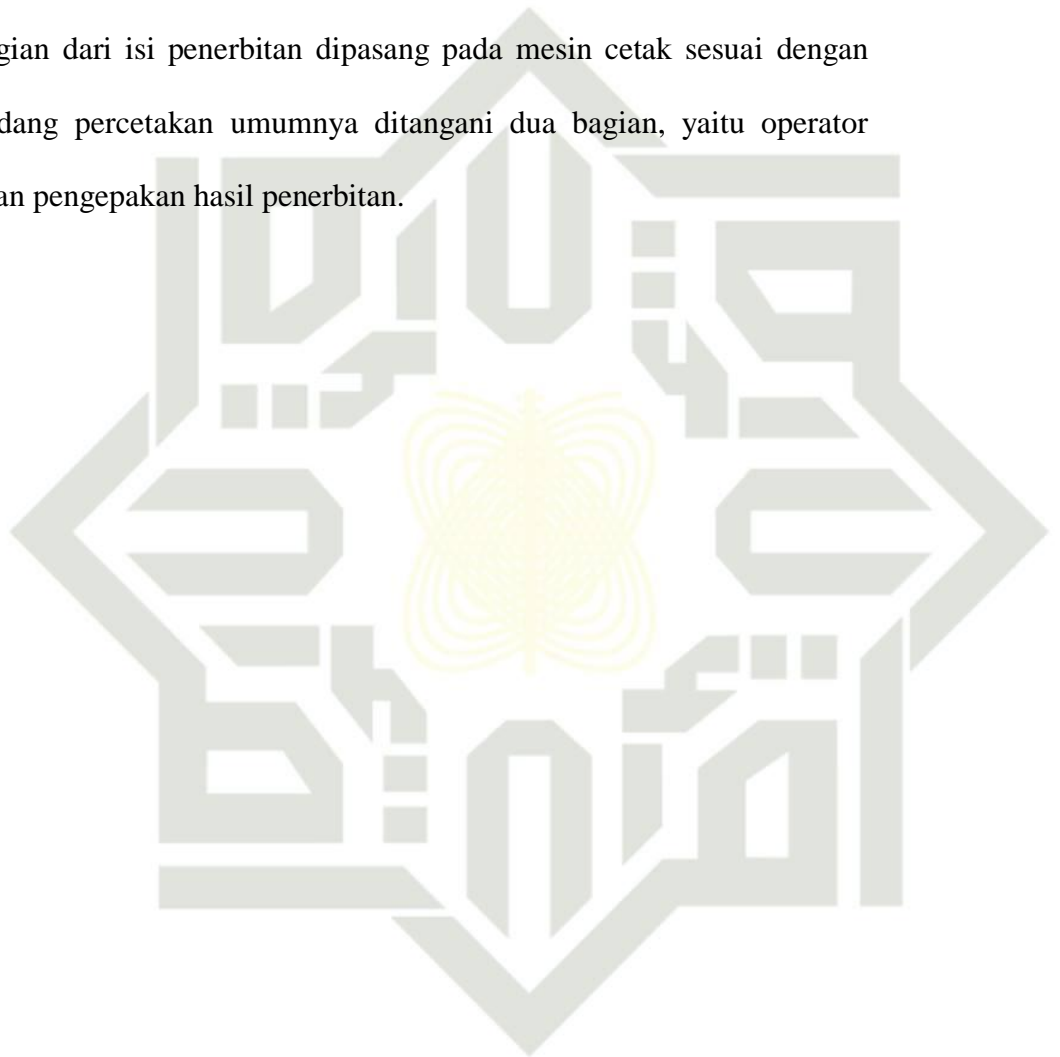 gian dari isi penerbitan dipasang pada mesin cetak sesuai dengan
dang percetakan umumnya ditangani dua bagian, yaitu operator
an pengepakan hasil penerbitan.